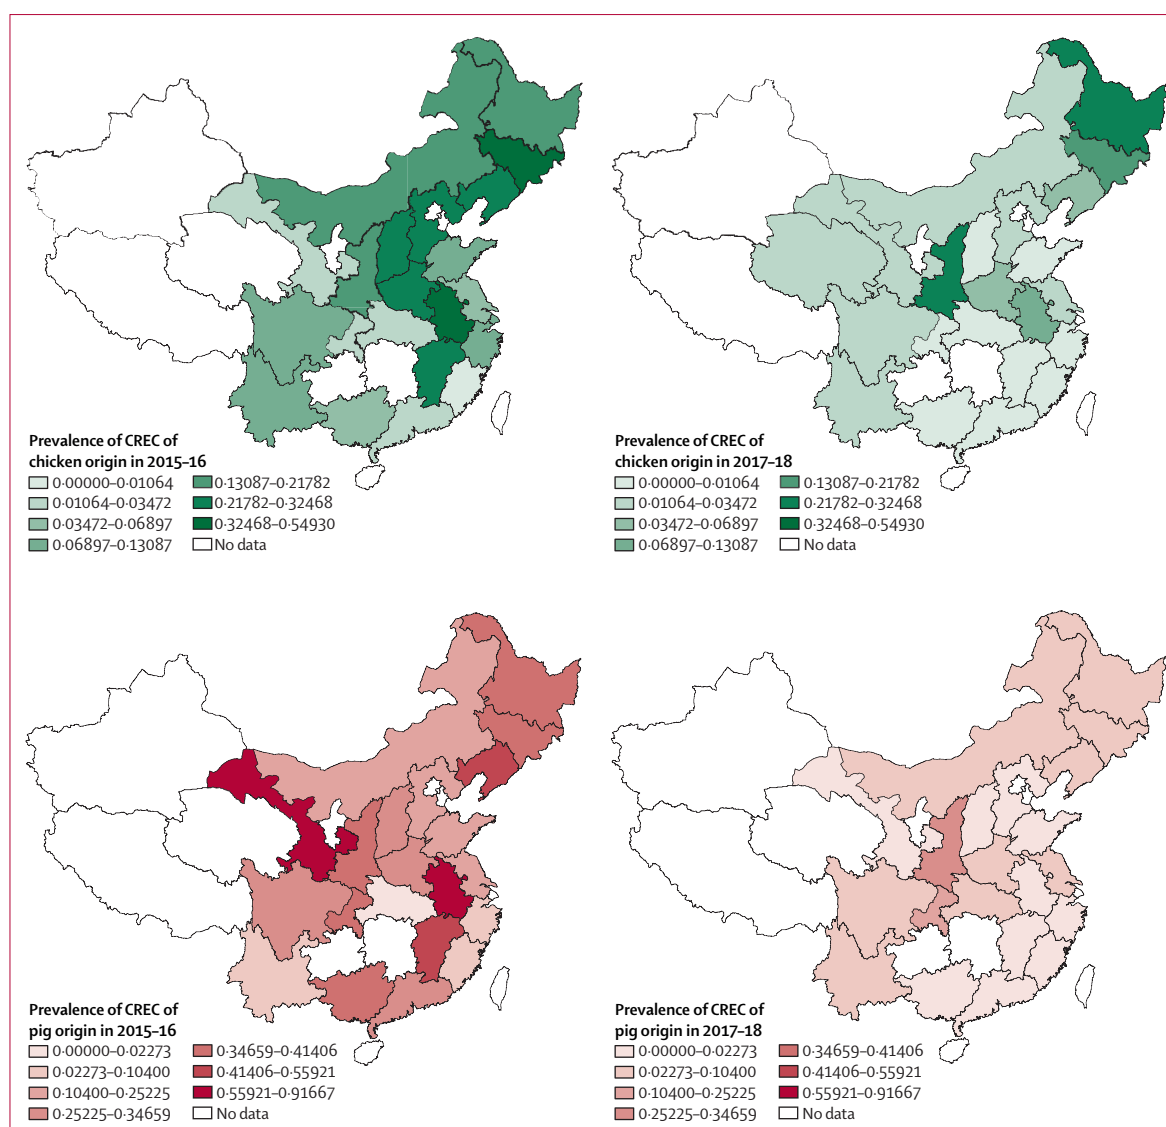 Prevalence of CREC of
chicken origin in 2015–16
0·00000–0·01064
0·01064–0·03472
0·03472–0·06897
0·06897–0·13087
0·13087–0·21782
0·21782–0·32468
0·32468–0·54930
No data
Prevalence of CREC of
chicken origin in 2017–18
0·00000–0·01064
0·01064–0·03472
0·03472–0·06897
0·06897–0·13087
0·13087–0·21782
0·21782–0·32468
0·32468–0·54930
No data
Prevalence of CREC of
pig origin in 2015–16
0·00000–0·02273
0·02273–0·10400
0·10400–0·25225
0·25225–0·34659
0·34659–0·41406
0·41406–0·55921
0·55921–0·91667
No data
Prevalence of CREC of
pig origin in 2017–18
0·00000–0·02273
0·02273–0·10400
0·10400–0·25225
0·25225–0·34659
0·34659–0·41406
0·41406–0·55921
0·55921–0·91667
No data